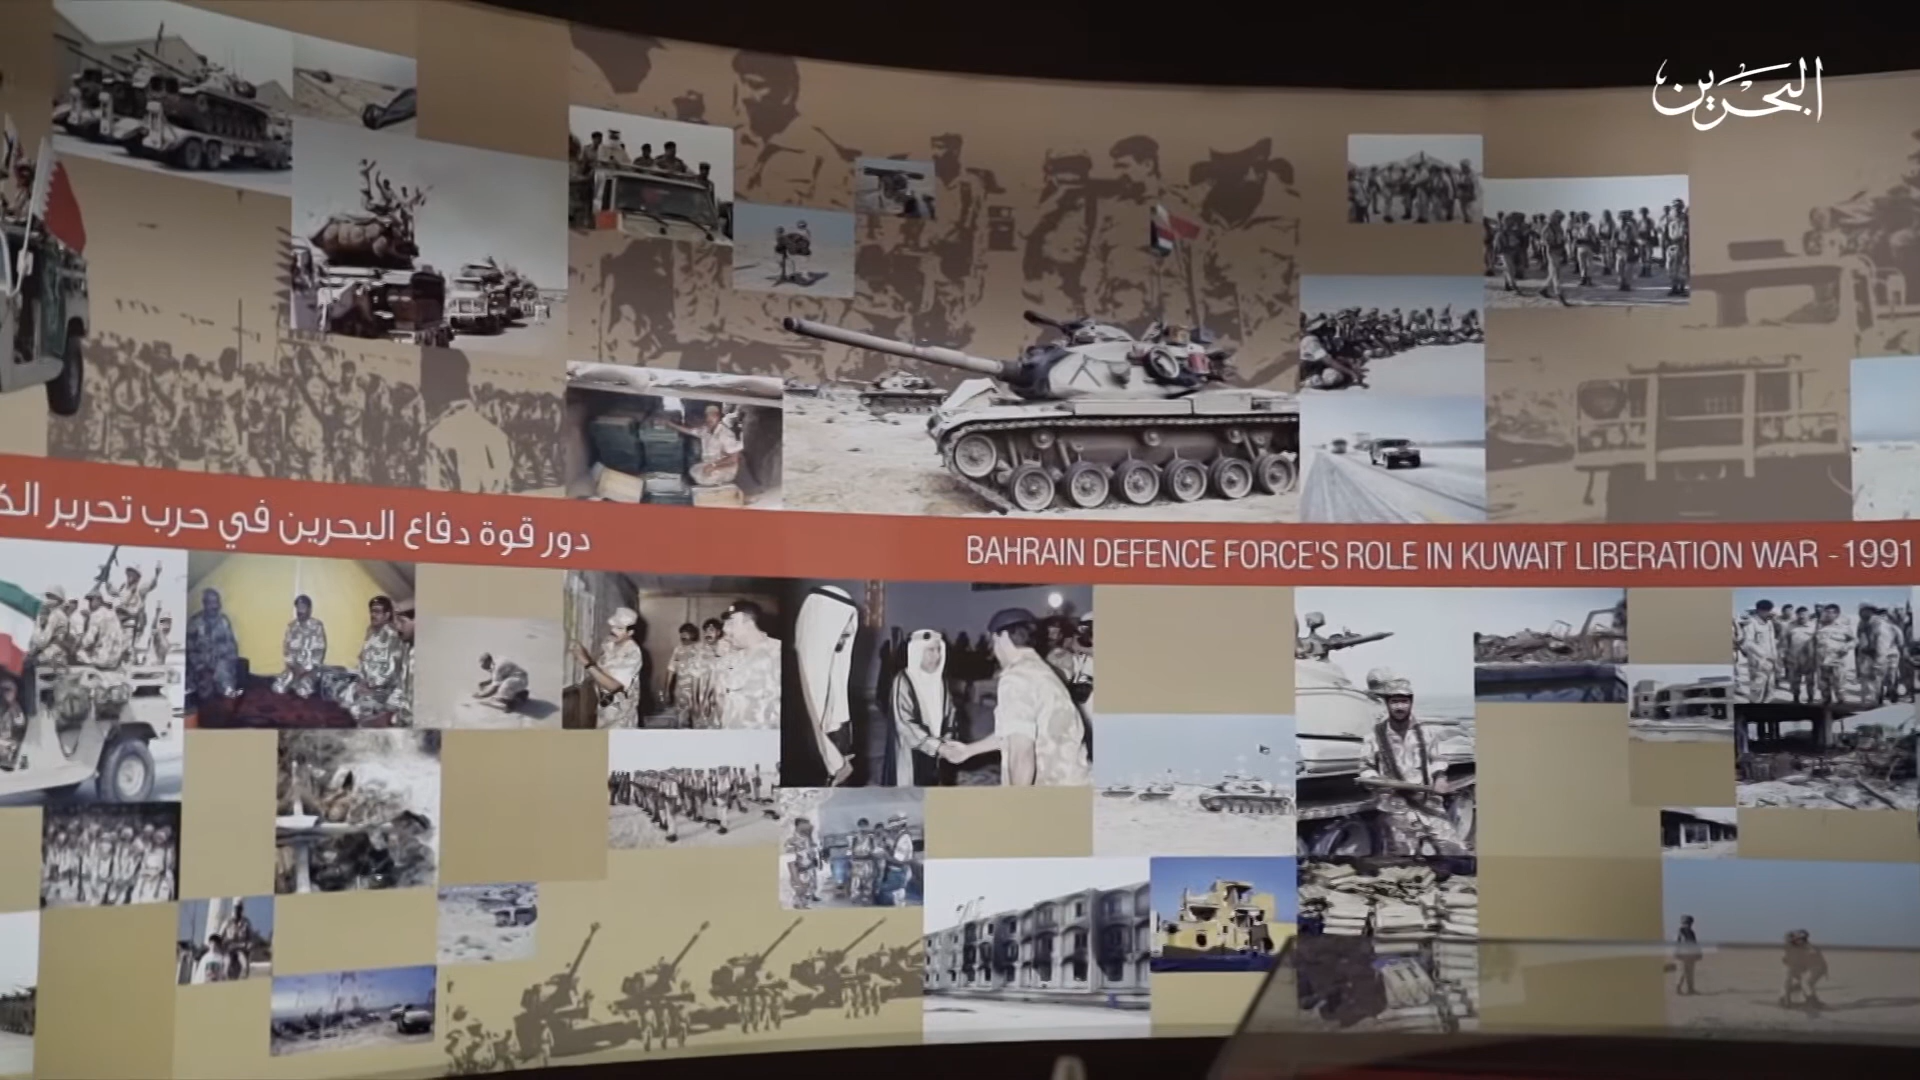 البحرين
دور قوة دفاع البحرين في حرب تحرير
BAHRAIN DEFENCE FORCE'S ROLE IN KUWAIT LIBERATION WAR - 1991